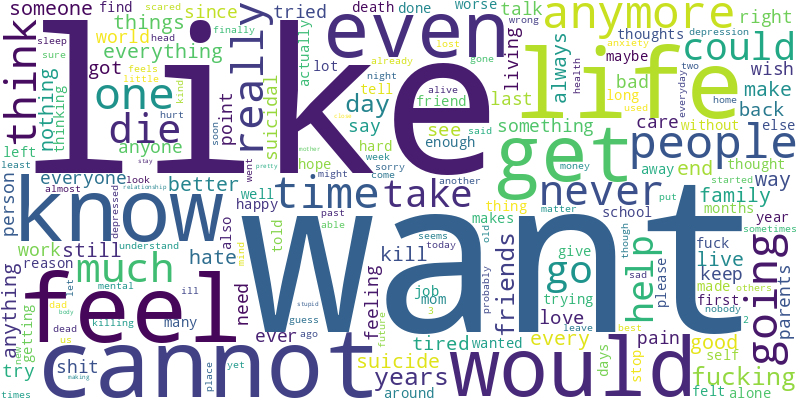 someone find
since tried
death done worse
talk
anymore
right
scared
finally
things
world head
really
even
wrong
anxiety
thoughts depression
maybe
could
think
like
life
sleep
sure
feels
little
everything
got lot
actually
already
lost gone
living
always
health
everyday
two
wish
nothing
thinking
one
kind
hurt
point
suicidal
day
night alive
tell friend
last
bad
long used
home
make
back
die
soon
say
see said
something
care without else
left
anyone
mother
hard
week
enough
get
people
least
stay
went
pretty
close
hope
sorry
might come
money
away end thought
person
everyone
look
almost relationship
depressed
better
well
happy
another
time take
never
started
put
family way
months
know
want
past
able
makes thing
matter school
year
sometimes
also
told
seems
today
old
though
sad
help
please
fuck
live
keep
going
parents
work still
understand
hate
mind
kill
friends
go
give
trying
reason
anything
getting
much
mental ill
need
feeling
job
mom
3
probably
love
leave
made others
first nobody
2
feel
dad
body
let
dead
us
killing
many
stupid
guess
ever ago
future
tired wanted
every
best
stop
pain good
self
try
new
shit
cannot
suicide
years
would
days
fucking
times
making
place
yet
around
felt alone